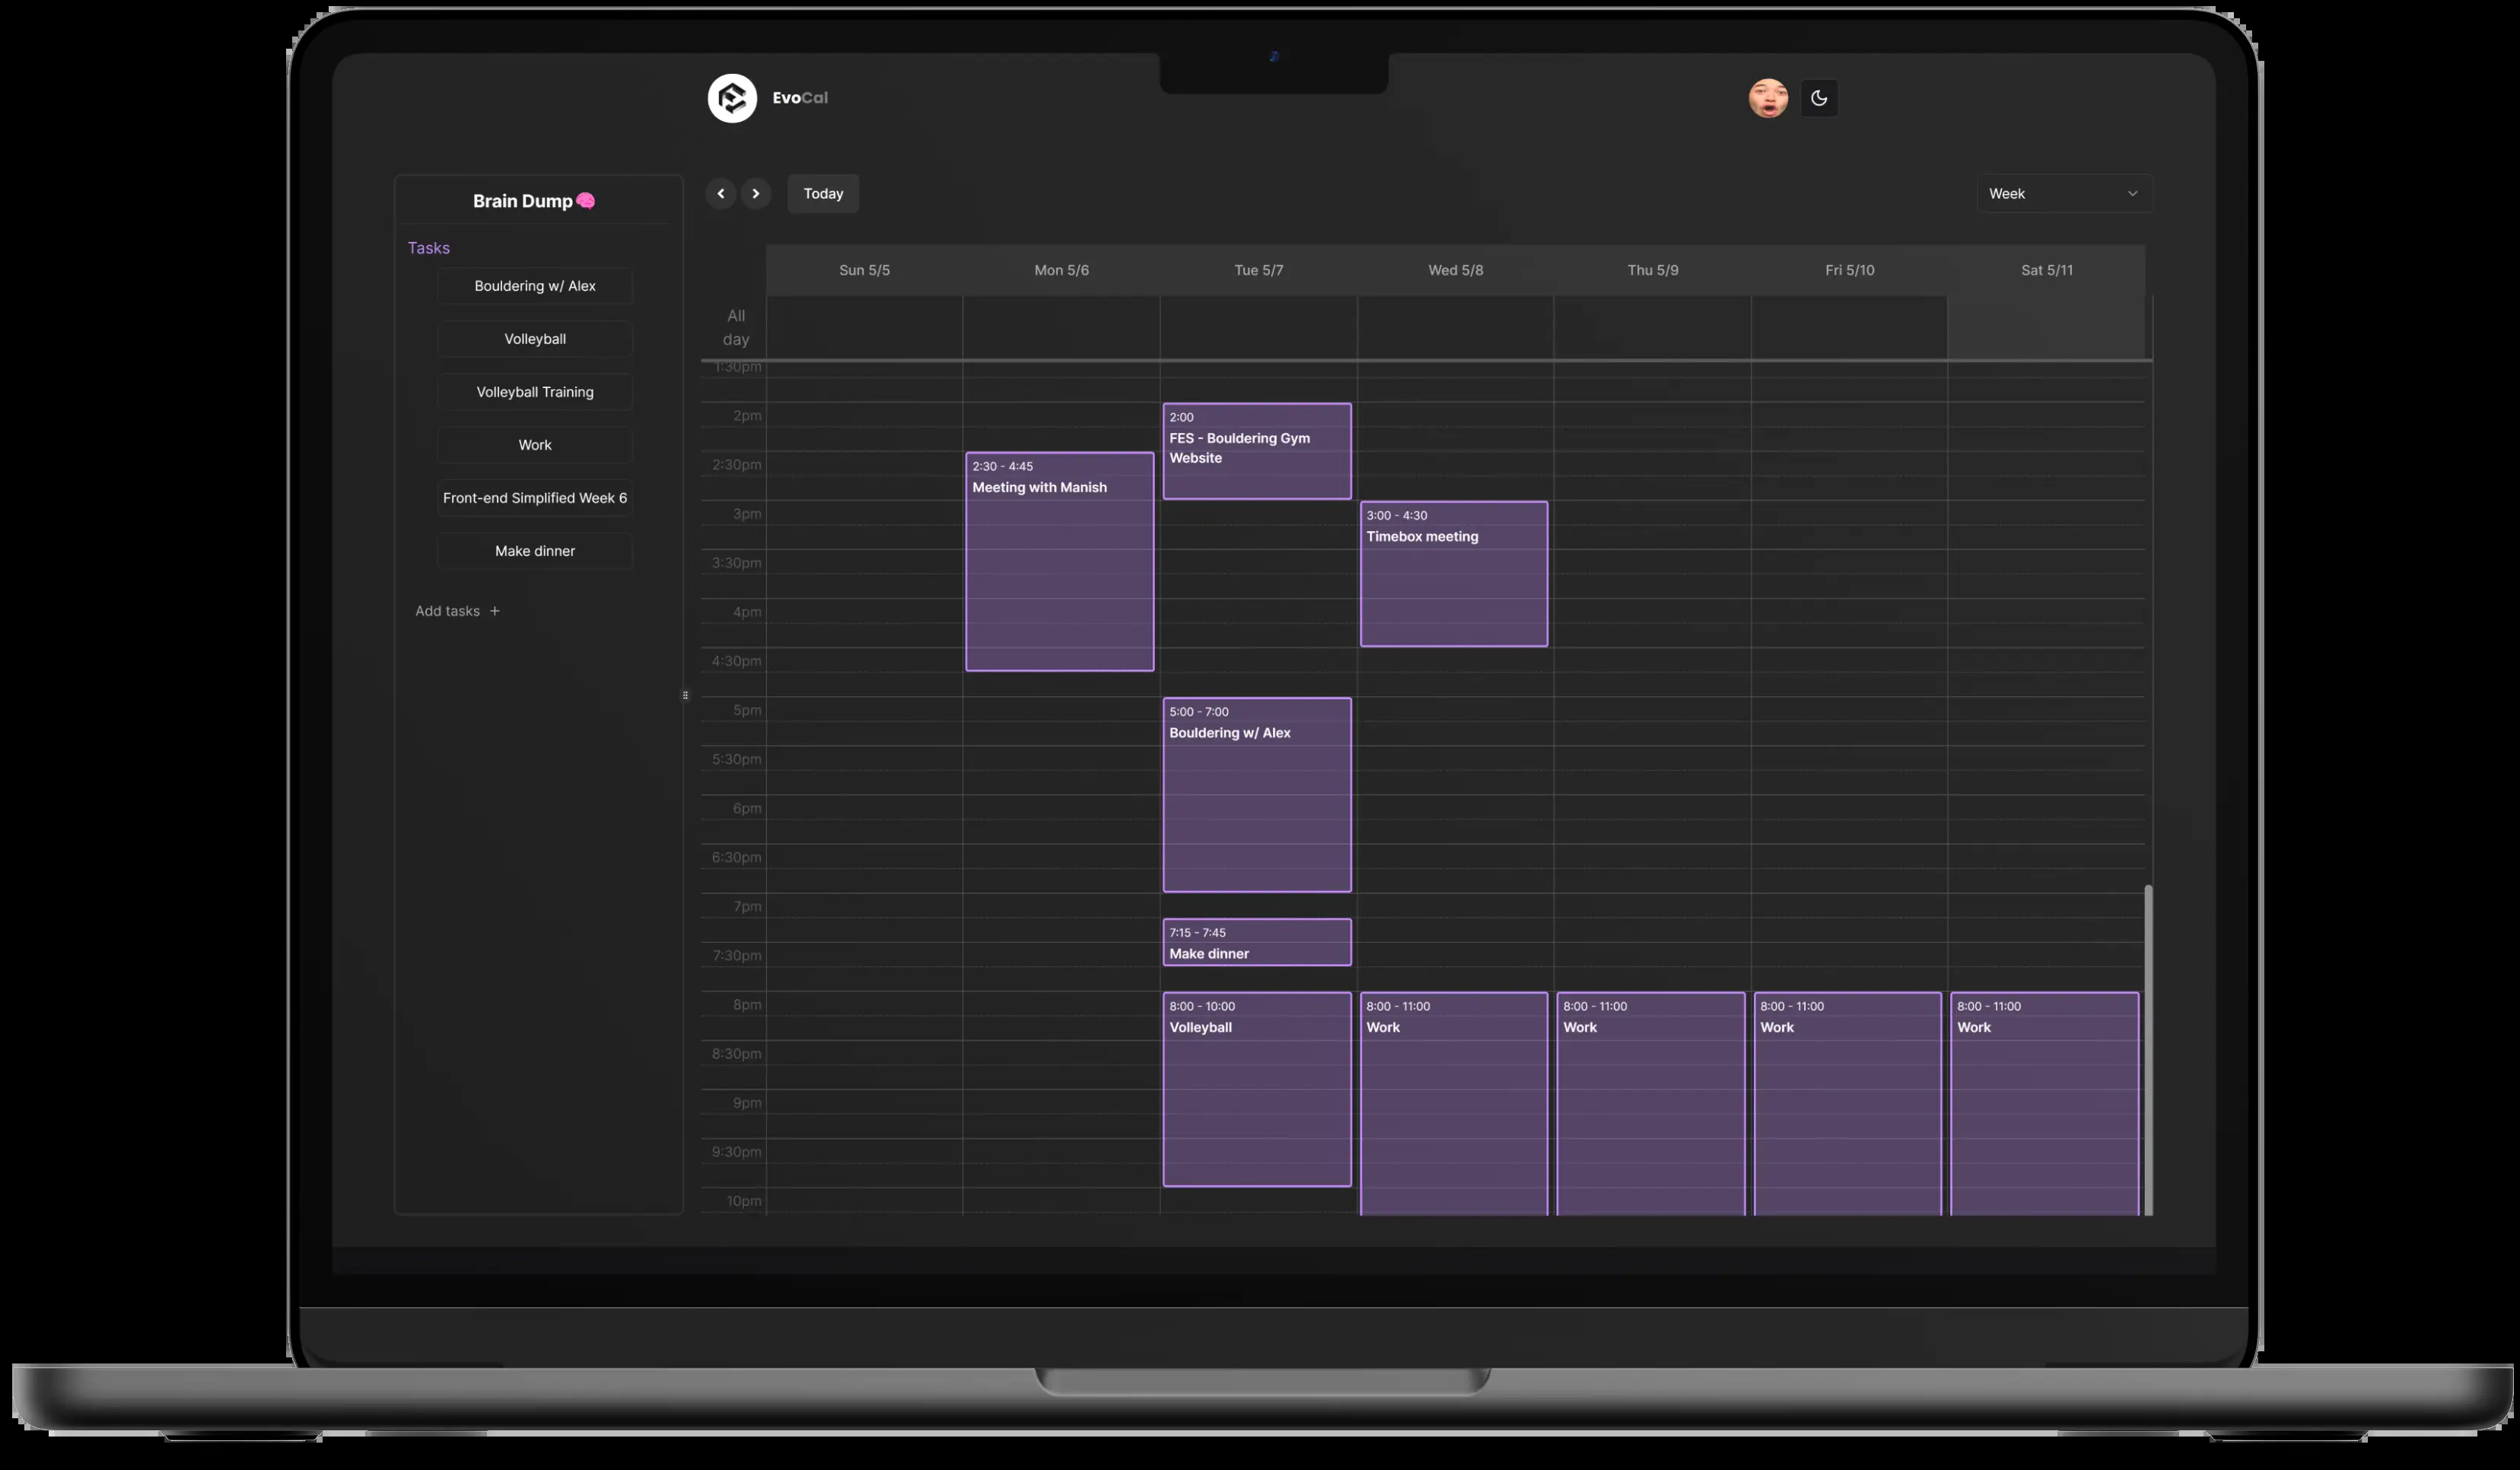 EvoCal
Brain Dump🧠
Tasks
Bouldering w/ Alex
Volleyball
Volleyball Training
Work
Front-end Simplified Week 6
Make dinner
Add tasks +
Today
Week
Sun 5/5
Mon 5/6
Tue 5/7
Wed 5/8
Thu 5/9
Fri 5/10
Sat 5/11
All
day
1:30pm
2pm
2:30pm
3pm
3:30pm
4pm
4:30pm
5pm
5:30pm
6pm
6:30pm
7pm
7:30pm
8pm
8:30pm
9pm
9:30pm
10pm
2:30 - 4:45
Meeting with Manish
2:00
FES - Bouldering Gym
Website
5:00 - 7:00
Bouldering w/ Alex
7:15 - 7:45
Make dinner
8:00 - 10:00
Volleyball
3:00 - 4:30
Timebox meeting
8:00 - 11:00
Work
8:00 - 11:00
Work
8:00 - 11:00
Work
8:00 - 11:00
Work